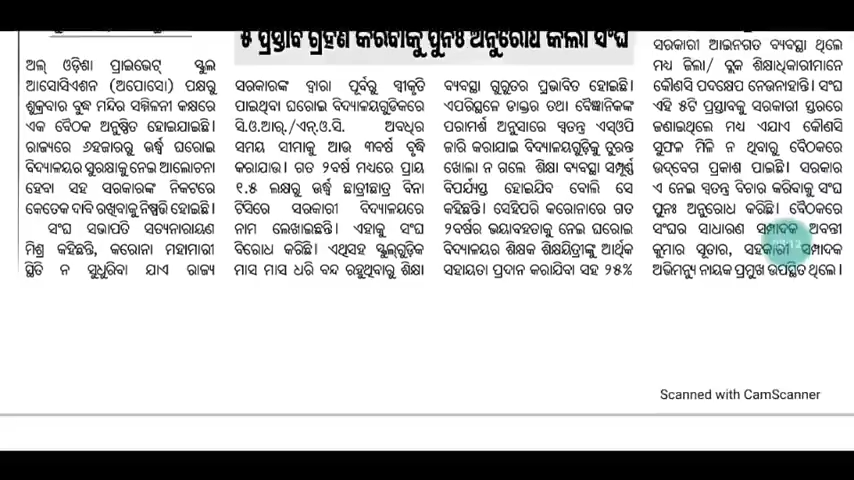 ୫ ପ୍ରସ୍ତାବ ଗ୍ରହଣ କରିବାକୁ ପୁନଃ ଅନୁରୋଧ କଲା ସଂଘ
ଅଲ୍ ଓଡ଼ିଶା ପ୍ରାଇଭେଟ୍ ସ୍କୁଲ
ଆସୋସିଏଶନ (ଅପୋସୋ) ପକ୍ଷରୁ
ଶୁକ୍ରବାର ବୁଦ୍ଧ ମନ୍ଦିର ସମ୍ମିଳନୀ କକ୍ଷରେ
ଏକ ବୈଠକ ଅନୁଷ୍ଠିତ ହୋଇଯାଇଛି।
ରାଜ୍ୟରେ ୬ହଜାରରୁ ଊର୍ଦ୍ଧ୍ୱ ଘରୋଇ
ବିଦ୍ୟାଳୟର ସୁରକ୍ଷାକୁ ନେଇ ଆଲୋଚନା
ହେବା ସହ ସରକାରଙ୍କ ନିକଟରେ
କେତେକ ଦାବି ରଖିବାକୁ ନିଷ୍ପତ୍ତି ହୋଇଛି।
ସଂଘ ସଭାପତି ସତ୍ୟନାରାୟଣ
ମିଶ୍ର କହିଛନ୍ତି, କରୋନା ମହାମାରୀ
ସ୍ଥିତି ନ ସୁଧୁରିବା ଯାଏ ରାଜ୍ୟ
ସରକାରଙ୍କ ଦ୍ୱାରା ପୂର୍ବରୁ ସ୍ୱୀକୃତି
ପାଇଥିବା ଘରୋଇ ବିଦ୍ୟାଳୟଗୁଡିକରେ
ସି.ଓ.ଆର୍./ଏନ୍.ଓ.ସି. ଅବଧିର
ସମୟ ସୀମାକୁ ଆଉ ୩ବର୍ଷ ବୃଦ୍ଧି
କରାଯାଉ। ଗତ ୨ବର୍ଷ ମଧ୍ୟରେ ପ୍ରାୟ
୧.୫ ଲକ୍ଷରୁ ଊର୍ଦ୍ଧ୍ୱ ଛାତ୍ରୀଛାତ୍ର ବିନା
ଟିସିରେ ସରକାରୀ ବିଦ୍ୟାଳୟରେ
ନାମ ଲେଖାଇଛନ୍ତି। ଏହାକୁ ସଂଘ
ବିରୋଧ କରିଛି। ଏଥିସହ ସ୍କୁଲଗୁଡ଼ିକ
ମାସ ମାସ ଧରି ବନ୍ଦ ରହୁଥିବାରୁ ଶିକ୍ଷା
ବ୍ୟବସ୍ଥା ଗୁରୁତର ପ୍ରଭାବିତ ହୋଇଛି।
ଏପରିସ୍ଥଳେ ଡାକ୍ତର ତଥା ବୈଜ୍ଞାନିକଙ୍କ
ପରାମର୍ଶ ଅନୁସାରେ ସ୍ୱତନ୍ତ୍ର ଏସ୍ଓପି
ଜାରି କରାଯାଇ ବିଦ୍ୟାଳୟଗୁଡ଼ିକୁ ତୁରନ୍ତ
ଖୋଲା ନ ଗଲେ ଶିକ୍ଷା ବ୍ୟବସ୍ଥା ସମ୍ପୂର୍ଣ୍ଣ
ବିପର୍ଯ୍ୟସ୍ତ ହୋଇଯିବ ବୋଲି ସେ
କହିଛନ୍ତି। ସେହିପରି କରୋନାରେ ଗତ
୨ବର୍ଷର ଭୟାବହତାକୁ ନେଇ ଘରୋଇ
ବିଦ୍ୟାଳୟର ଶିକ୍ଷକ ଶିକ୍ଷୟିତ୍ରୀଙ୍କୁ ଆର୍ଥିକ
ସହାୟତା ପ୍ରଦାନ କରାଯିବା ସହ ୨୫%
ସରକାରୀ ଆଇନଗତ ବ୍ୟବସ୍ଥା ଥିଲେ
ମଧ୍ୟ ଜିଲା/ ବ୍ଲକ ଶିକ୍ଷାଧିକାରୀମାନେ
କୌଣସି ପଦକ୍ଷେପ ନେଉନାହାନ୍ତି। ସଂଘ
ଏହି ୫ଟି ପ୍ରସ୍ତାବକୁ ସରକାରୀ ସ୍ତରରେ
ଜଣାଇଥିଲେ ମଧ୍ୟ ଏଯାଏ କୌଣସି
ସୁଫଳ ମିଳି ନ ଥିବାରୁ ବୈଠକରେ
ଉଦ୍‌ବେଗ ପ୍ରକାଶ ପାଇଛି। ସରକାର
ଏ ନେଇ ସ୍ୱତନ୍ତ୍ର ବିଚାର କରିବାକୁ ସଂଘ
ପୁନଃ ଅନୁରୋଧ କରିଛି। ବୈଠକରେ
ସଂଘର ସାଧାରଣ ସମ୍ପାଦକ ଅବନ୍ତୀ
କୁମାର ସୂତାର, ସହକାରୀ ସମ୍ପାଦକ
ଅଭିମନ୍ୟୁ ନାୟକ ପ୍ରମୁଖ ଉପସ୍ଥିତ ଥିଲେ।
Scanned with CamScanner